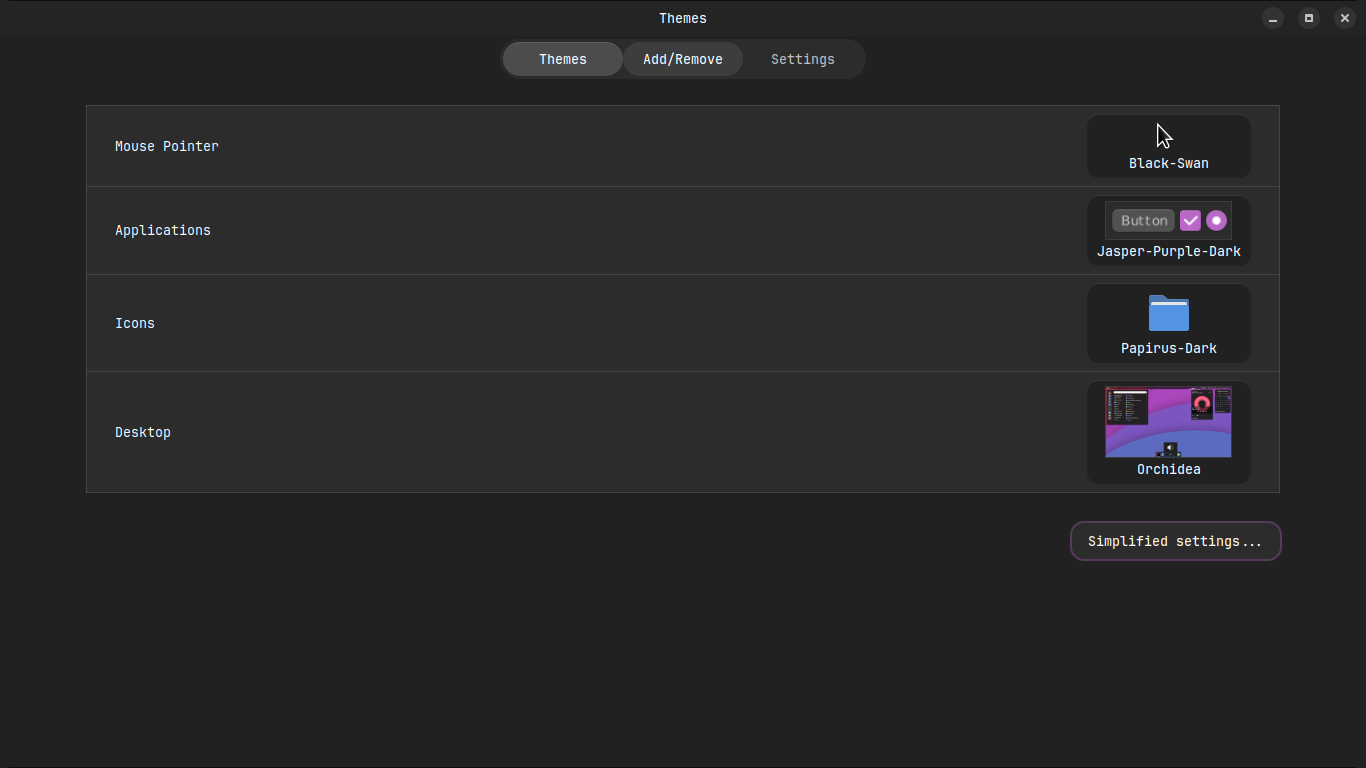 Themes
Themes Add/Remove Settings
Mouse Pointer
Black-Swan
Applications
Button
Jasper-Purple-Dark
Icons
Papirus-Dark
Desktop
Orchidea
Simplified settings...